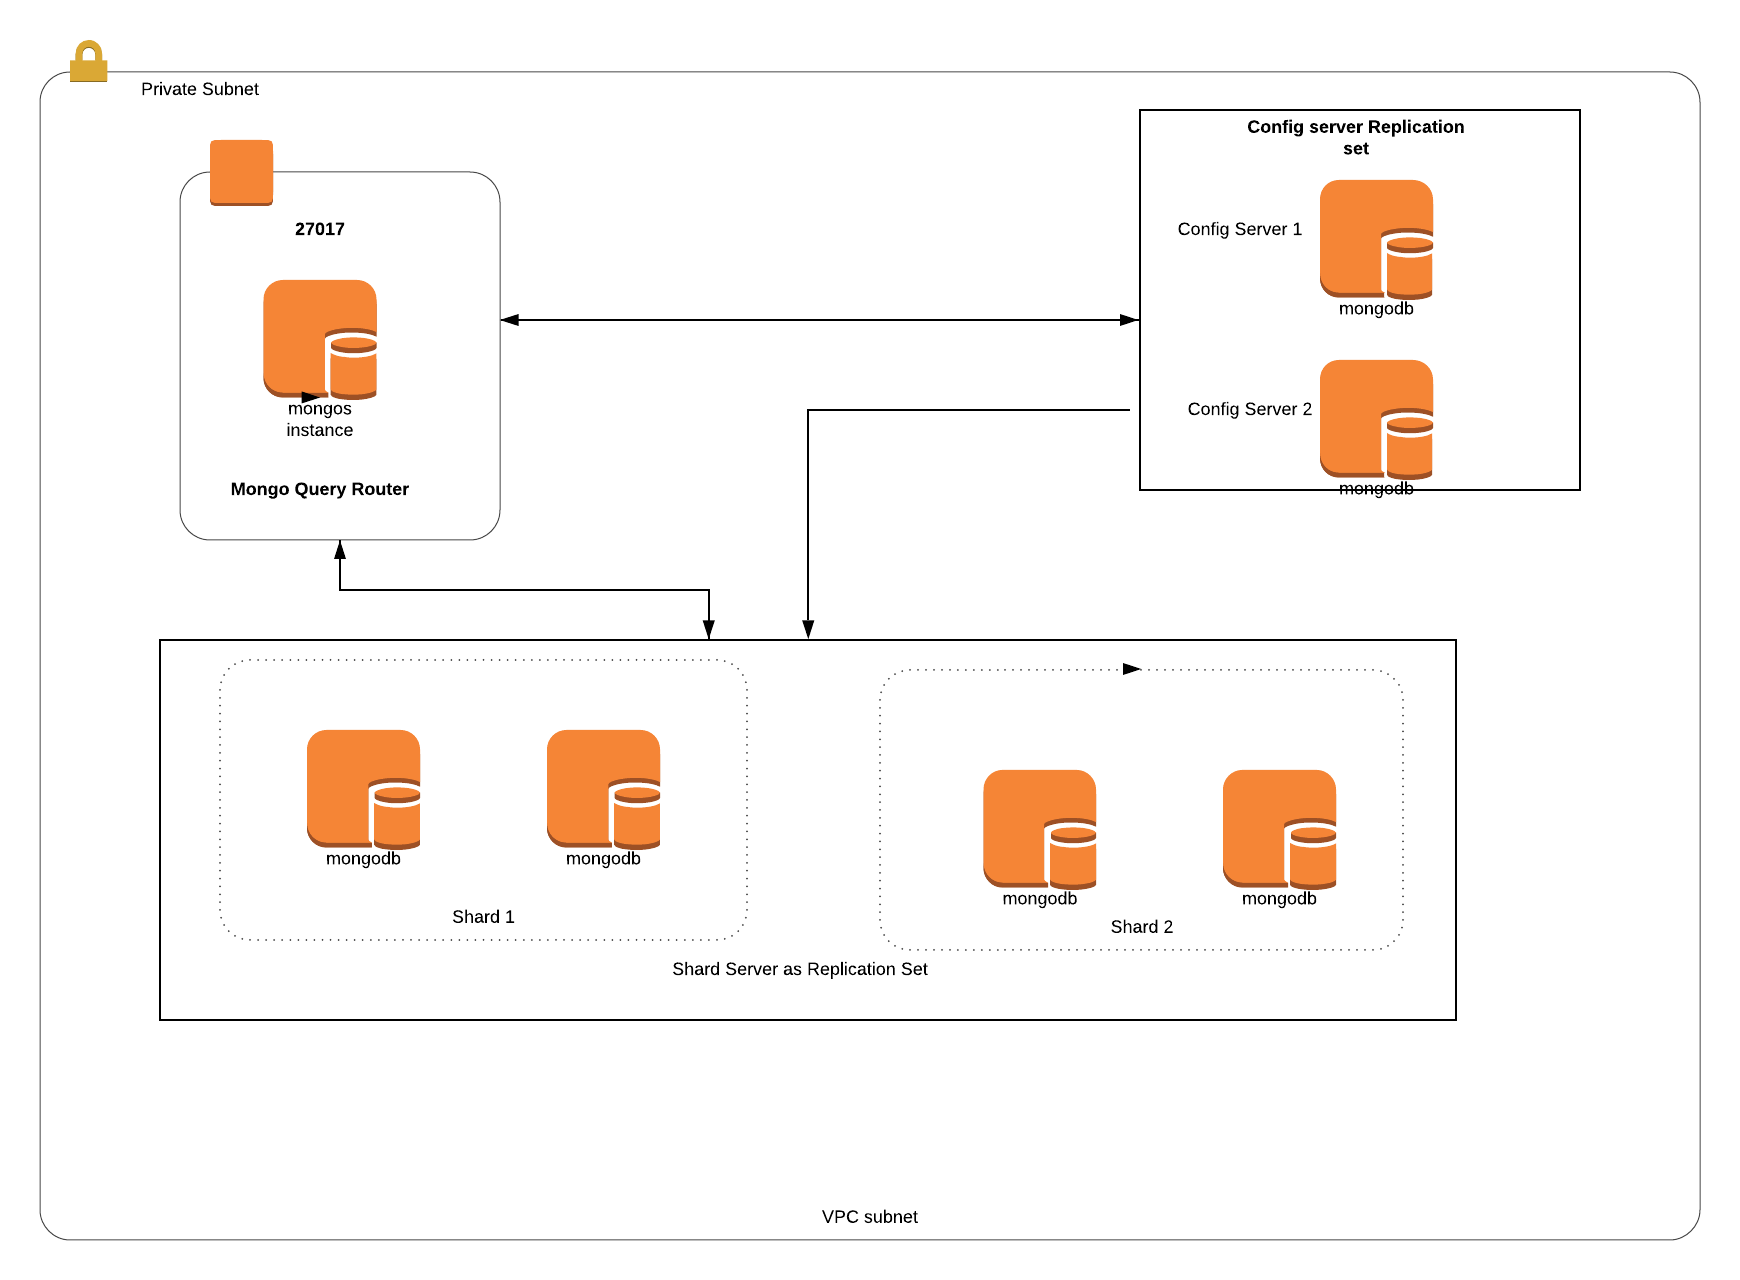 Private Subnet
27017
mongos
instance
Mongo Query Router
Config server Replication
set
Config Server 1
mongodb
Config Server 2
mongodb
mongodb
mongodb
Shard 1
mongodb
mongodb
Shard 2
Shard Server as Replication Set
VPC subnet